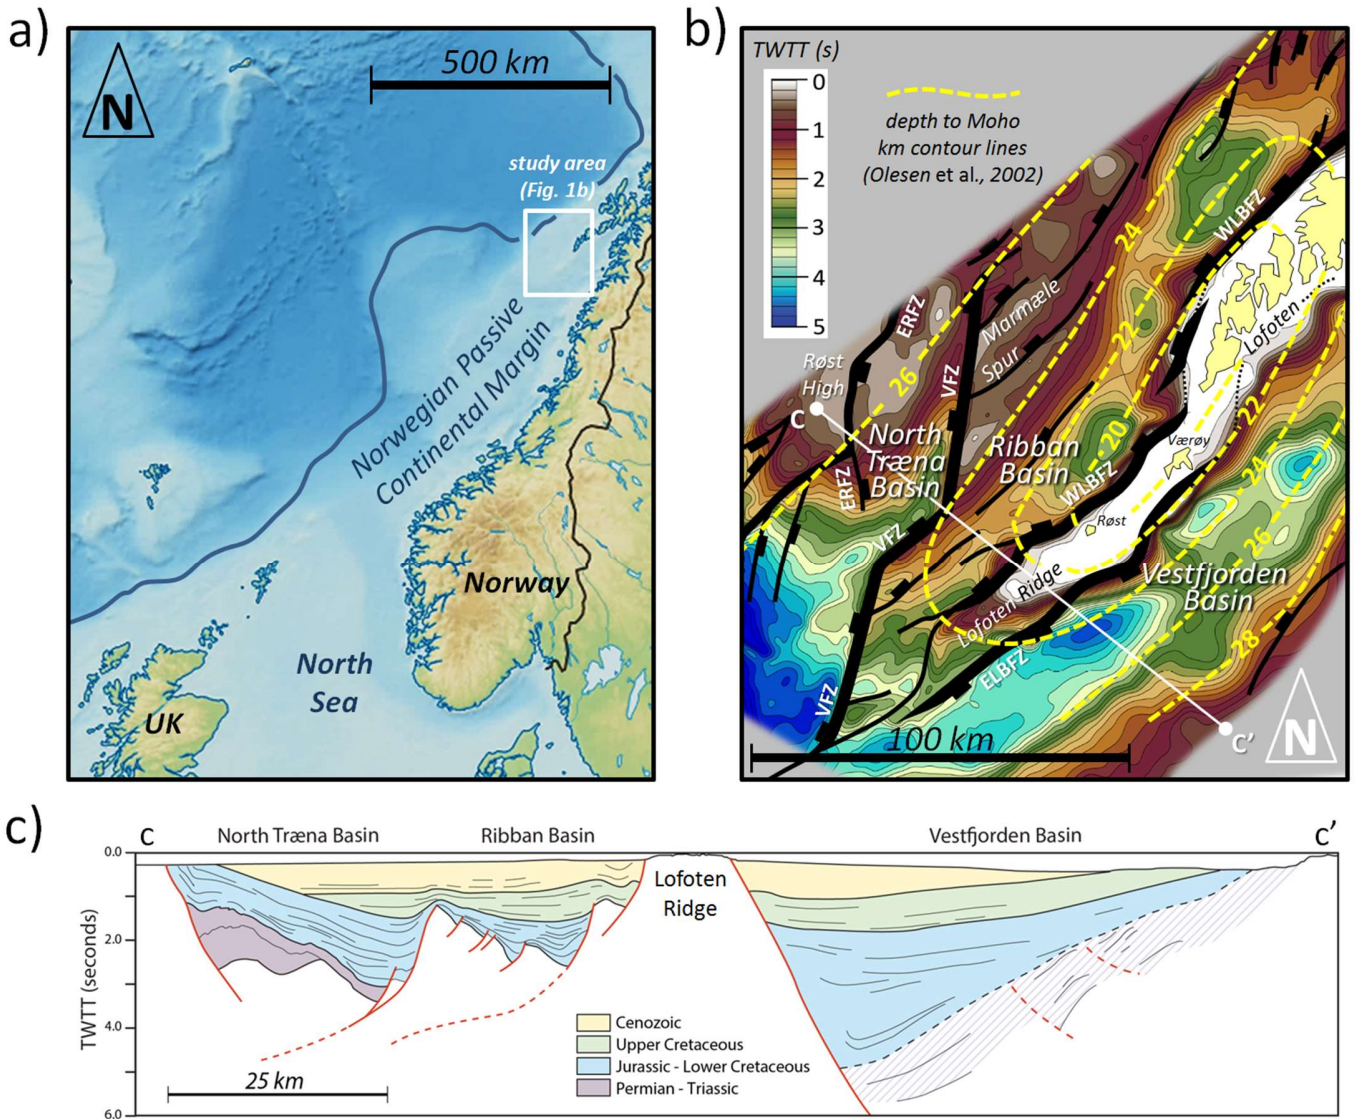 a)
N
500 km
study area
(Fig. 1b)
Norwegian Passive
Continental Margin
Norway
North
Sea
UK
b)
TWTT (s)
0
1
2
3
4
5
depth to Moho
km contour lines
(Olesen et al., 2002)
24
WLBFZ
ERFZ
Marmæle
Spur
22
Lofoten
Røst
High
26
VFZ
C
North
Træna
Basin
Ribban
Basin
20
Værøy
22
24
ERFZ
WLBFZ
Røst
VFZ
26
Lofoten Ridge
Vestfjorden
Basin
28
ELBFZ
VFZ
100 km
C'
N
c)
C
North Træna Basin
Ribban Basin
Vestfjorden Basin
C'
0.0
2.0
4.0
6.0
TWTT (seconds)
Lofoten
Ridge
Cenozoic
Upper Cretaceous
Jurassic - Lower Cretaceous
Permian - Triassic
25 km